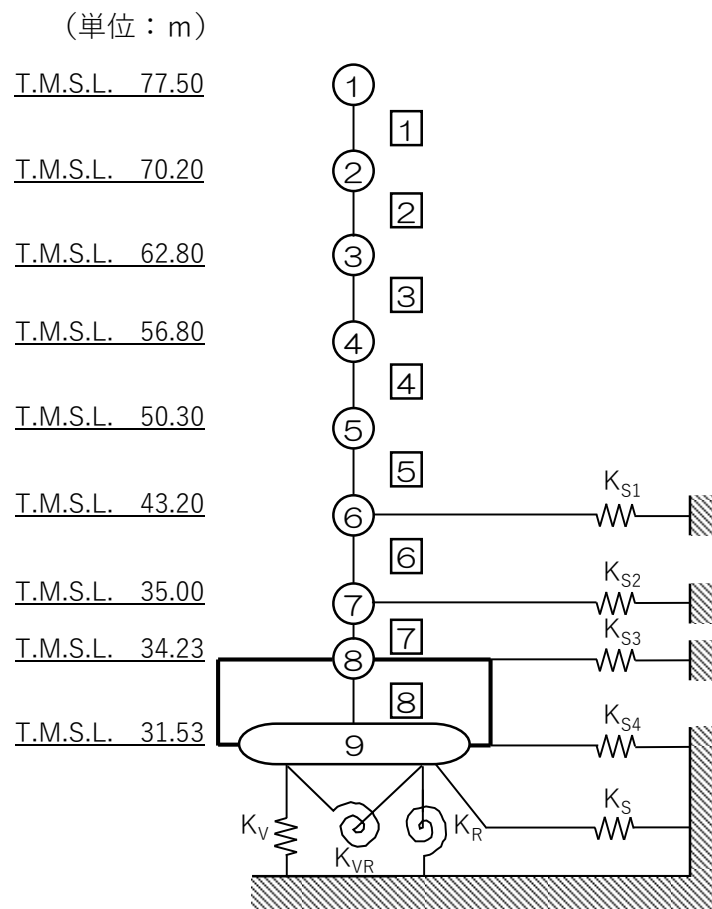 (単位：m)
T.M.S.L. 77.50
①
1
T.M.S.L. 70.20
②
2
T.M.S.L. 62.80
③
3
T.M.S.L. 56.80
④
4
T.M.S.L. 50.30
⑤
5
KS1
T.M.S.L. 43.20
⑥
6
KS2
T.M.S.L. 35.00
⑦
7
KS3
T.M.S.L. 34.23
⑧
8
KS4
T.M.S.L. 31.53
9
KS
KV
KVR
KR